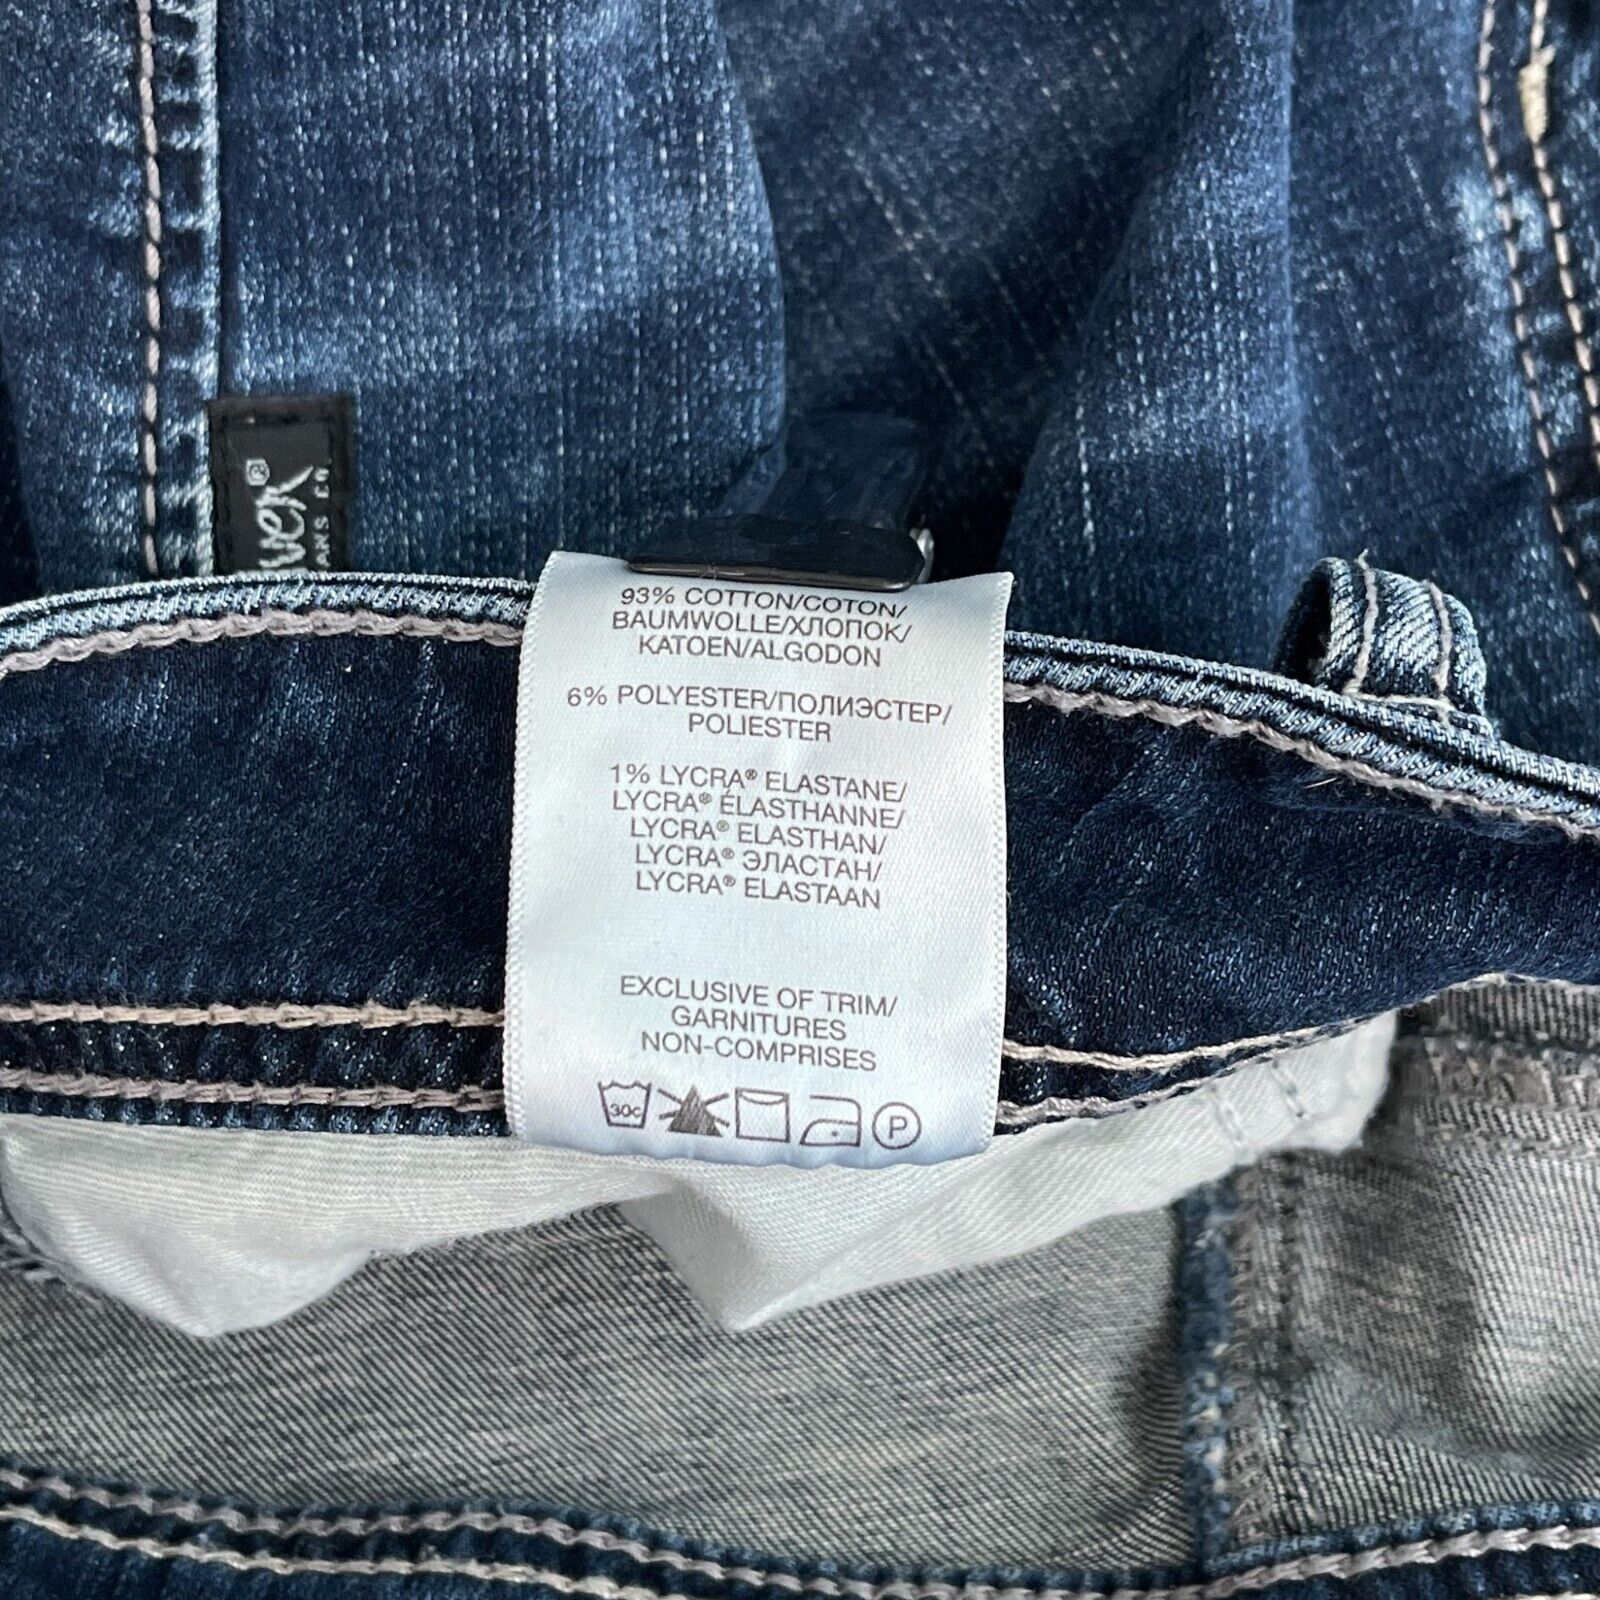 93% COTTON/COTON/
BAUMWOLLE/ХЛОПОК/
KATOEN/ALGODON
6% POLYESTER/ПОЛИЭСТЕР/
POLIESTER
1% LYCRA® ELASTANE/
LYCRA® ÉLASTHANNE/
LYCRA® ELASTHAN/
LYCRA® ЭЛАСТАН/
LYCRA® ELASTAAN
EXCLUSIVE OF TRIM/
GARNITURES
NON-COMPRISES
30C
P